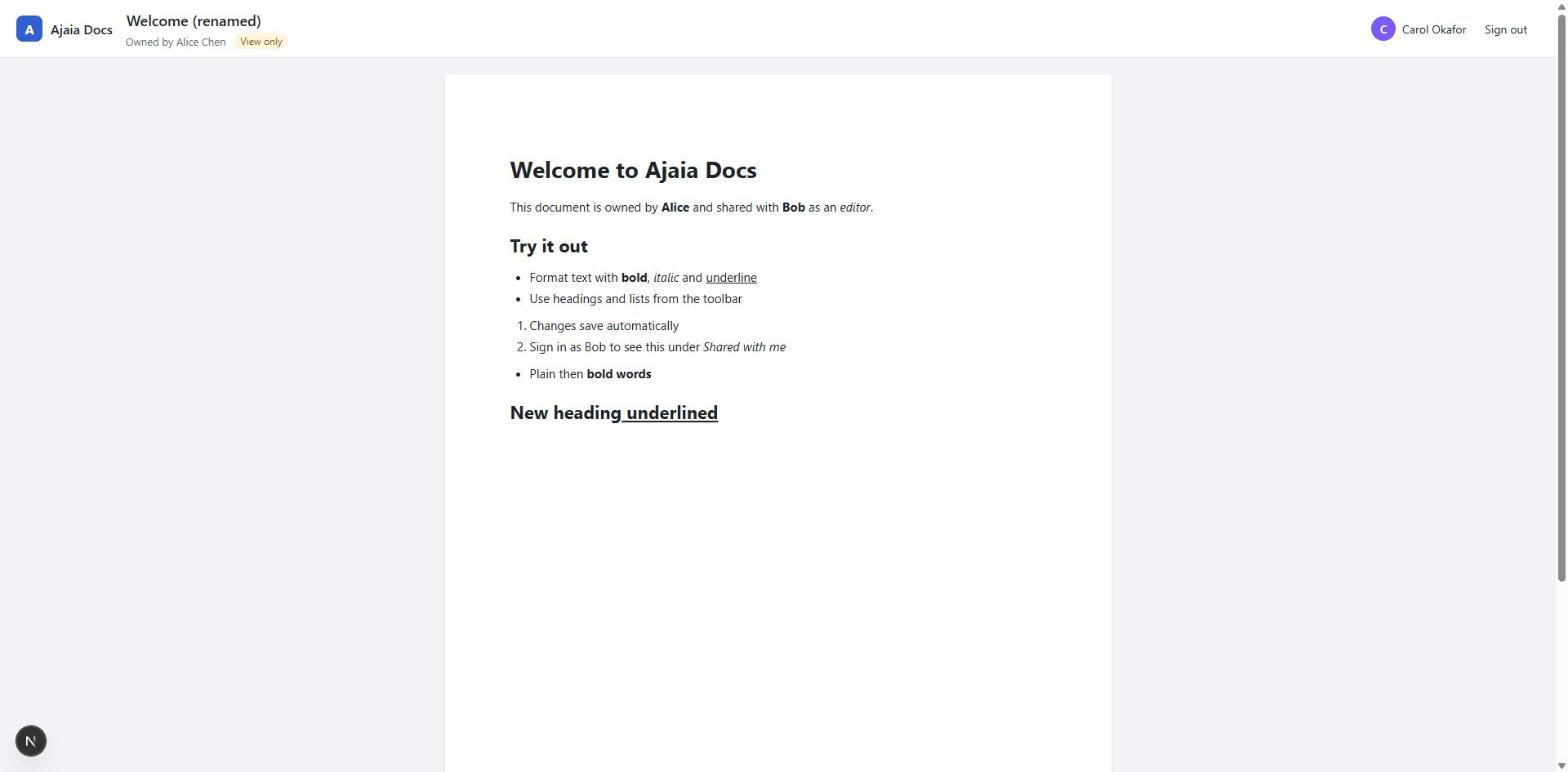 A Ajaia Docs
Welcome (renamed)
Owned by Alice Chen View only
C Carol Okafor Sign out
Welcome to Ajaia Docs
This document is owned by Alice and shared with Bob as an editor.
Try it out
• Format text with bold, italic and underline
• Use headings and lists from the toolbar
1. Changes save automatically
2. Sign in as Bob to see this under Shared with me
• Plain then bold words
New heading underlined
N